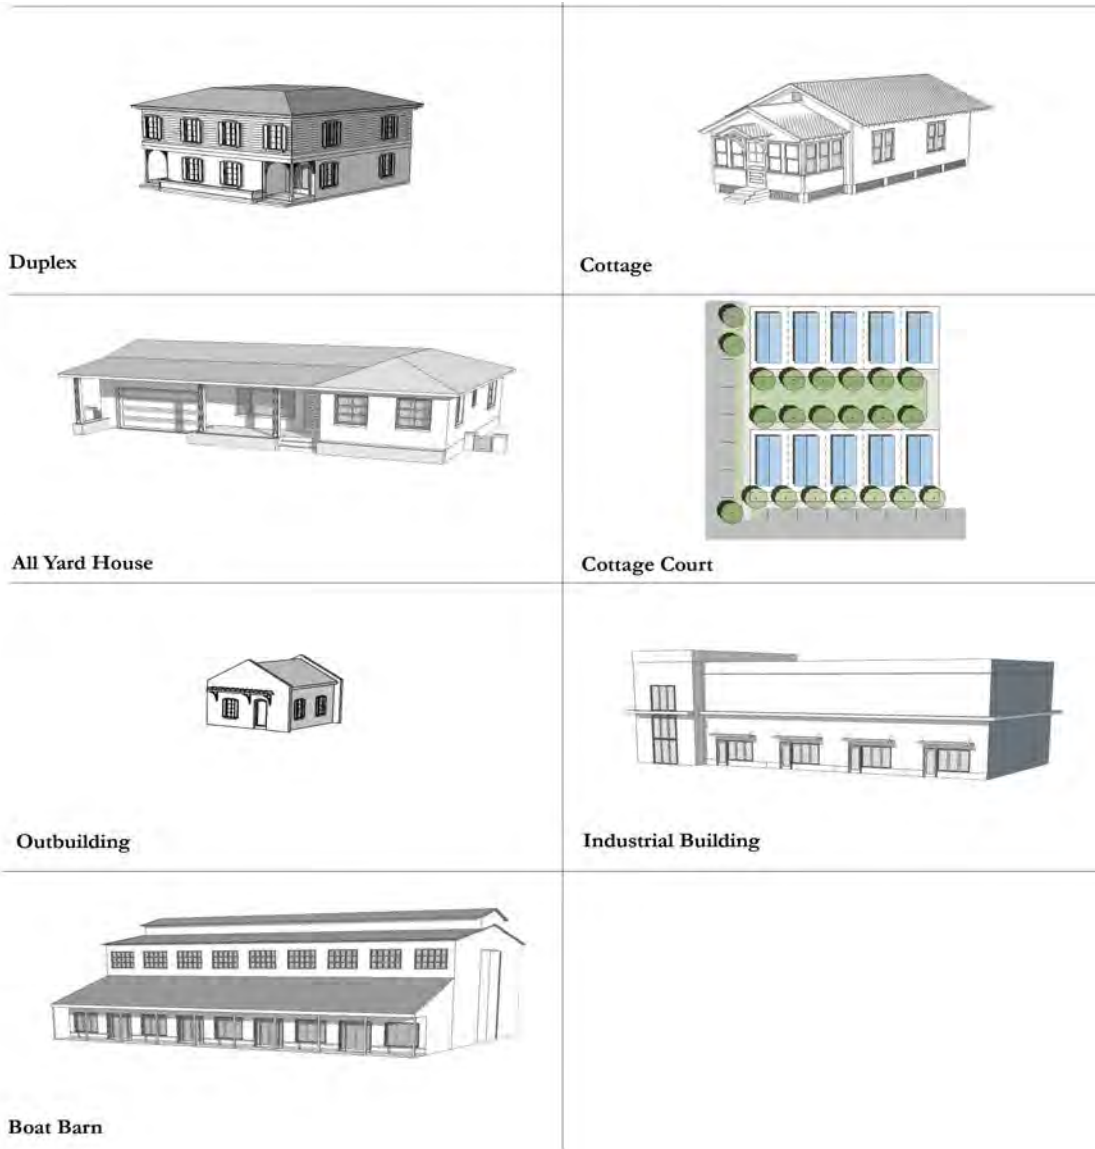 Duplex
Cottage
All Yard House
Cottage Court
Outbuilding
Industrial Building
Boat Barn